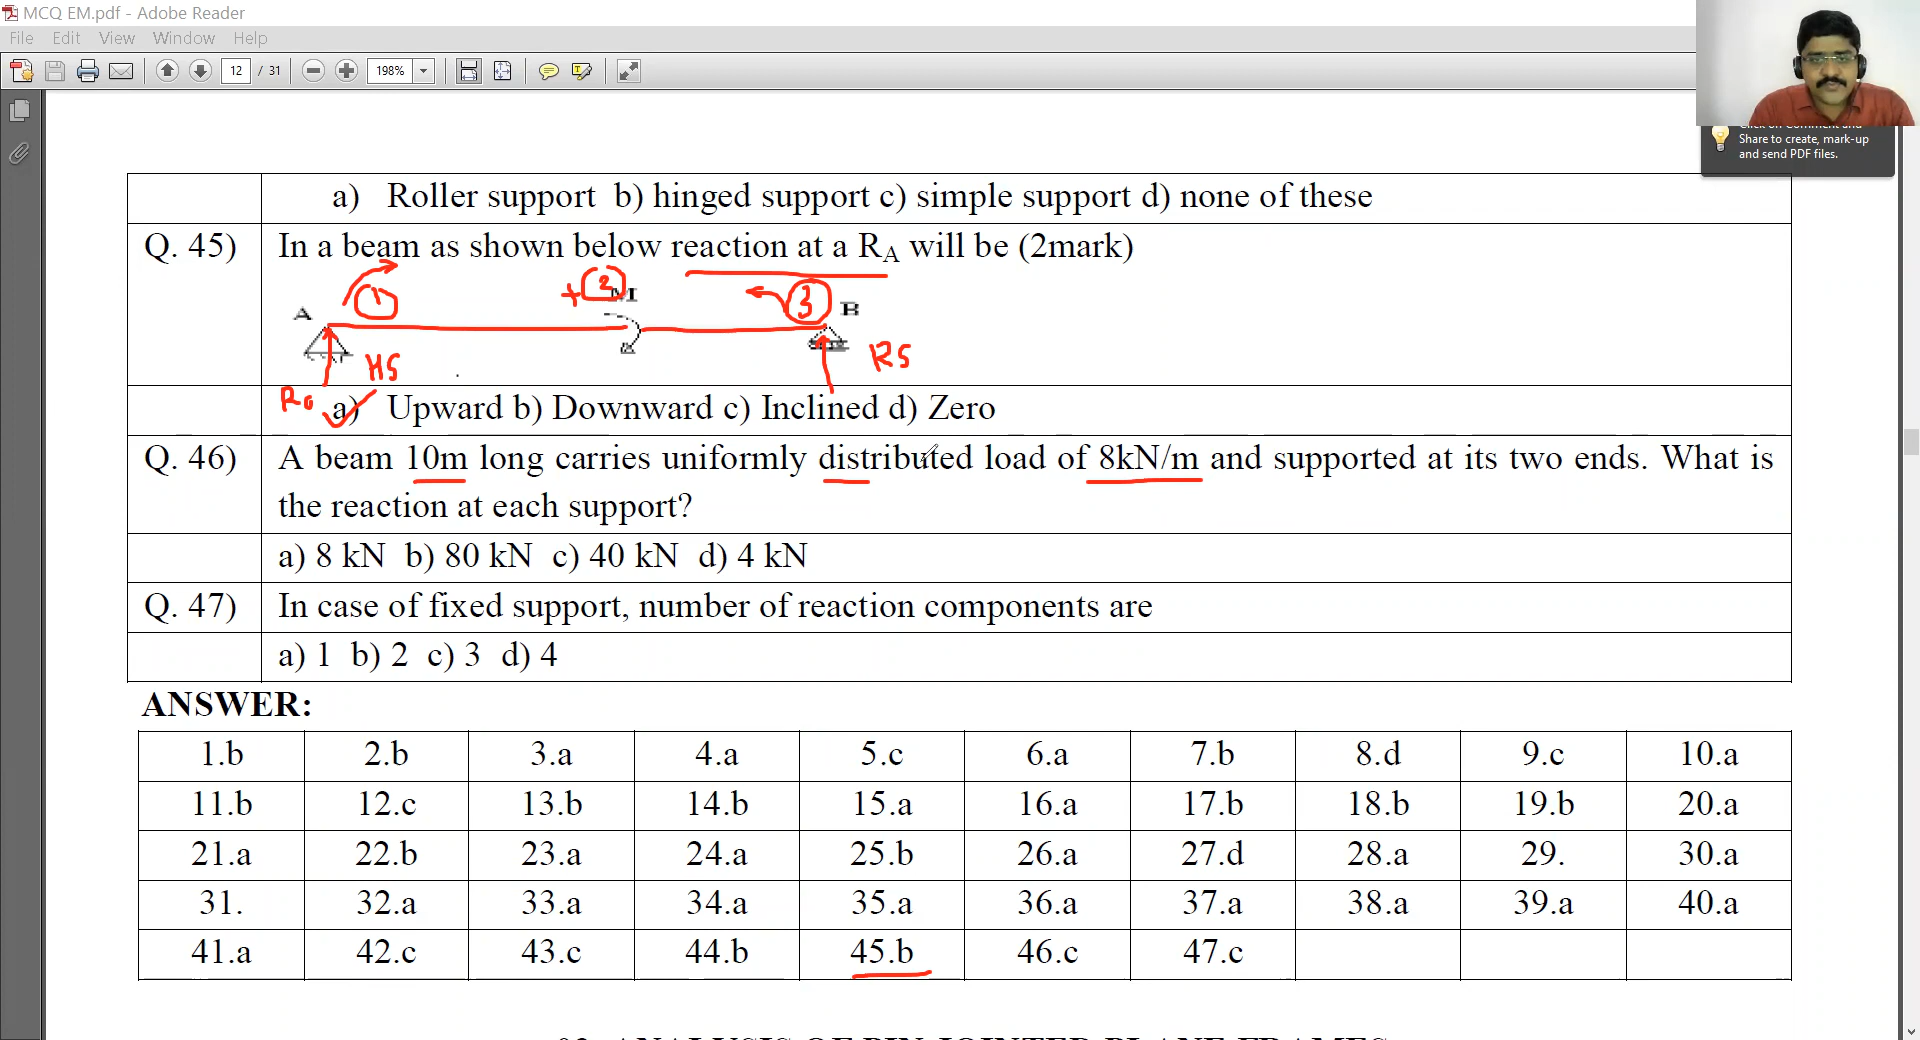 MCQ EM.pdf - Adobe Reader
File Edit View Window Help
12 / 31 198%
Share to create, mark-up
and send PDF files.
a) Roller support b) hinged support c) simple support d) none of these
Q. 45) In a beam as shown below reaction at a RA will be (2mark)
1 + 2 M 3
A B
HS RS
a) Upward b) Downward c) Inclined d) Zero
Q. 46) A beam 10m long carries uniformly distributed load of 8kN/m and supported at its two ends. What is
the reaction at each support?
a) 8 kN b) 80 kN c) 40 kN d) 4 kN
Q. 47) In case of fixed support, number of reaction components are
a) 1 b) 2 c) 3 d) 4
ANSWER:
1.b 2.b 3.a 4.a 5.c 6.a 7.b 8.d 9.c 10.a
11.b 12.c 13.b 14.b 15.a 16.a 17.b 18.b 19.b 20.a
21.a 22.b 23.a 24.a 25.b 26.a 27.d 28.a 29. 30.a
31. 32.a 33.a 34.a 35.a 36.a 37.a 38.a 39.a 40.a
41.a 42.c 43.c 44.b 45.b 46.c 47.c
ANALYSIS OF PIN JOINTED PLANE FRAMES